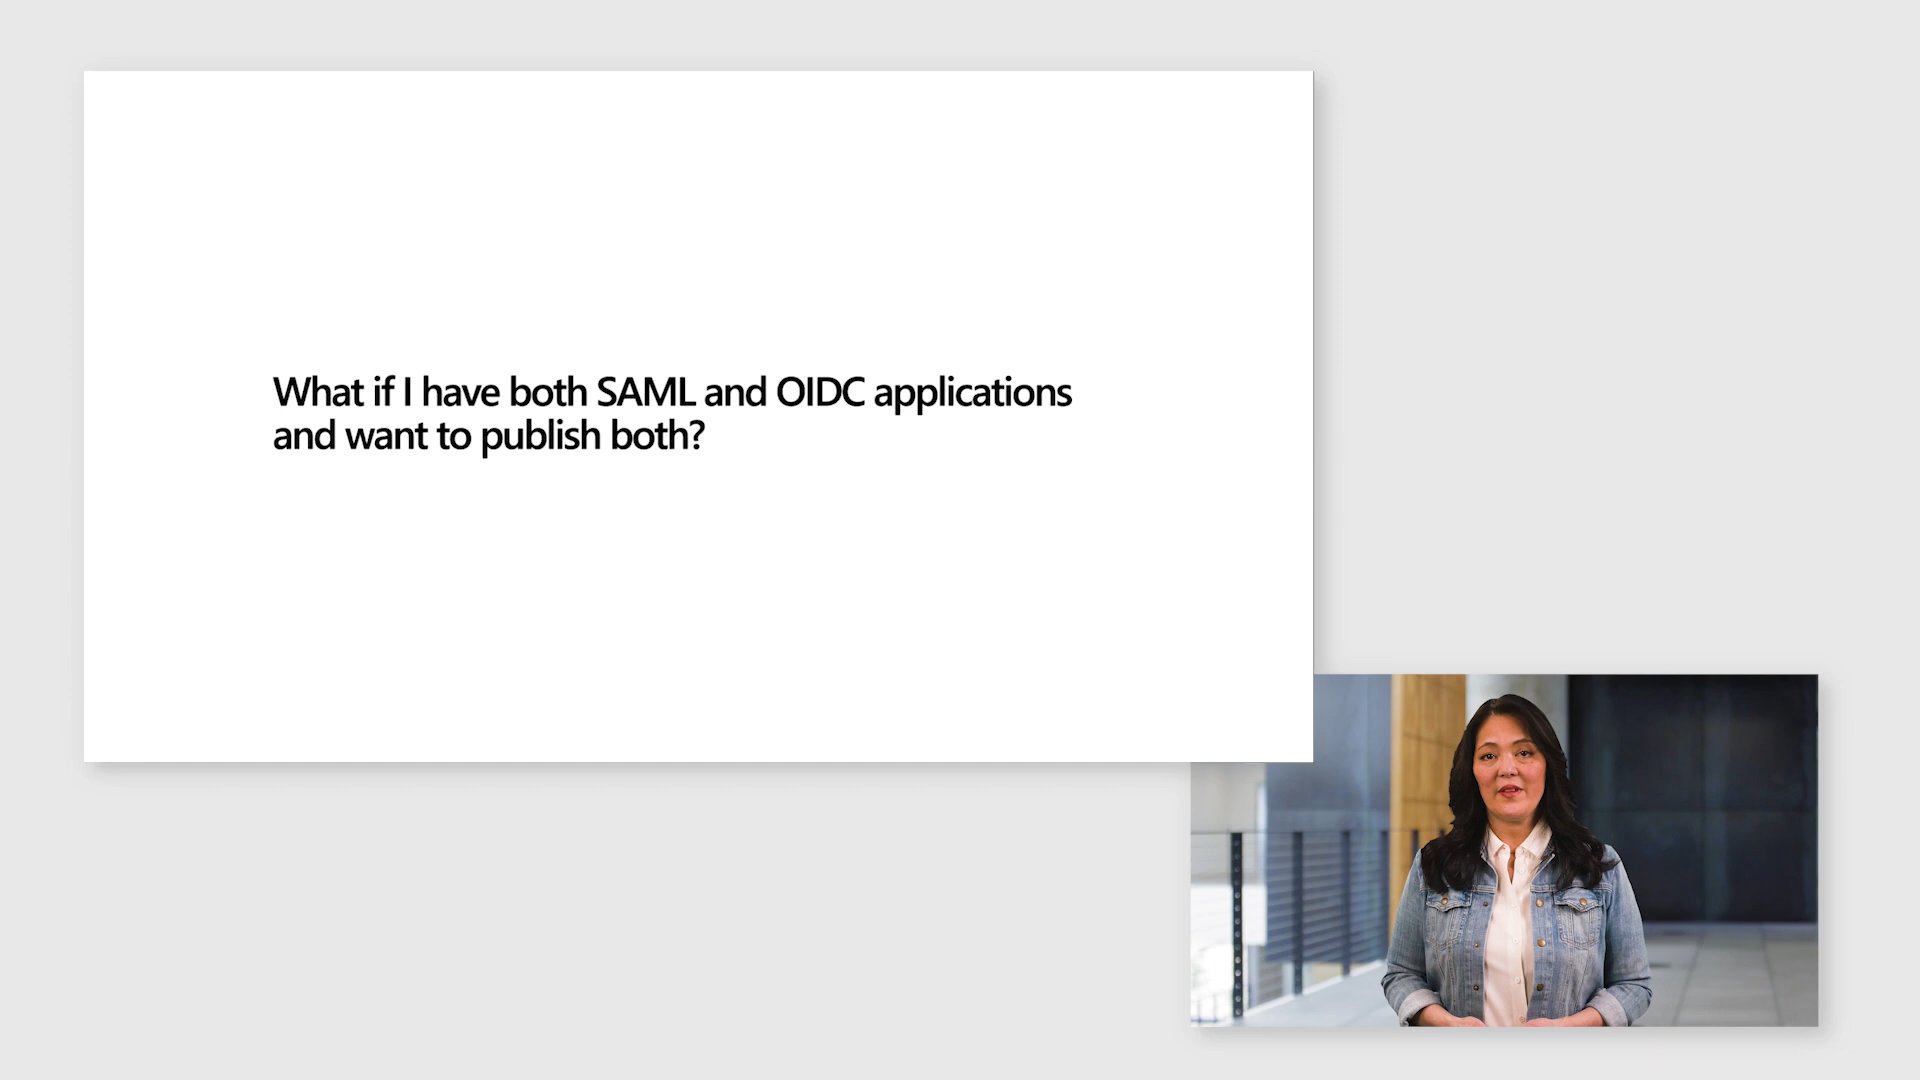 What if I have both SAML and OIDC applications
and want to publish both?